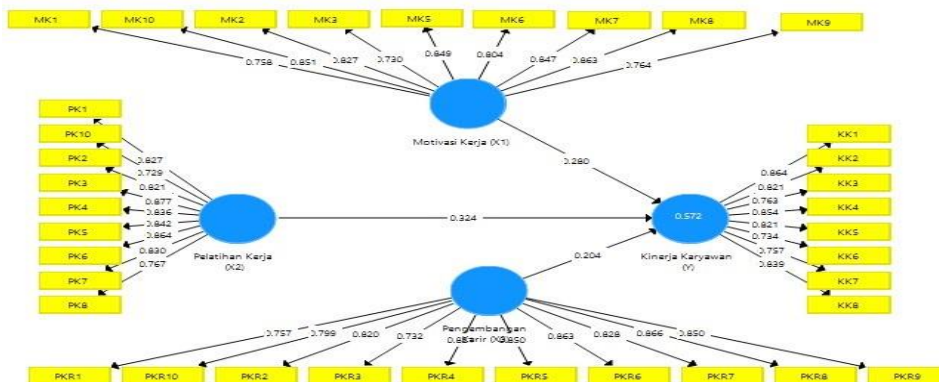 MK1 MK10 MK2 MK3 MK5 MK6 MK7 MK8 MK9
0.758 0.851 0.827 0.730 0.849 0.804 0.847 0.863 0.764
Motivasi Kerja (X1)
PK1
PK10
PK2
PK3
PK4
PK5
PK6
PK7
PK8
0.827
0.729
0.821
0.877
0.836
0.842
0.864
0.830
0.767
Pelatihan Kerja
(X2)
0.280
0.324
0.204
0.572
Kinerja Karyawan
(Y)
0.864
0.821
0.763
0.854
0.821
0.734
0.757
0.839
KK1
KK2
KK3
KK4
KK5
KK6
KK7
KK8
Pengembangan
Karir (X3)
0.757 0.799 0.820 0.732 0.850 0.863 0.828 0.866 0.850
PKR1 PKR10 PKR2 PKR3 PKR4 PKR5 PKR6 PKR7 PKR8 PKR9